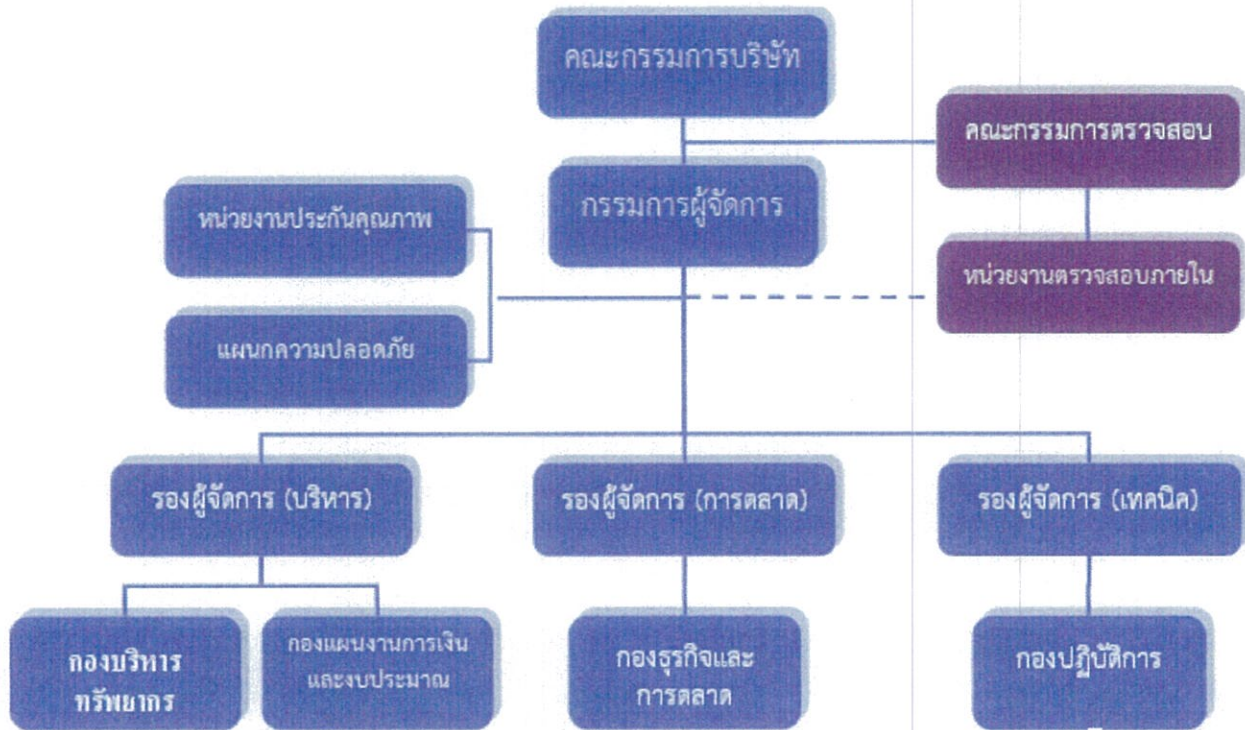 คณะกรรมการบริษัท
คณะกรรมการตรวจสอบ
กรรมการผู้จัดการ
หน่วยงานประกันคุณภาพ
หน่วยงานตรวจสอบภายใน
แผนกความปลอดภัย
รองผู้จัดการ (บริหาร)
รองผู้จัดการ (การตลาด)
รองผู้จัดการ (เทคนิค)
กองบริหาร
ทรัพยากร
กองแผนงานการเงิน
และงบประมาณ
กองธุรกิจและ
การตลาด
กองปฏิบัติการ